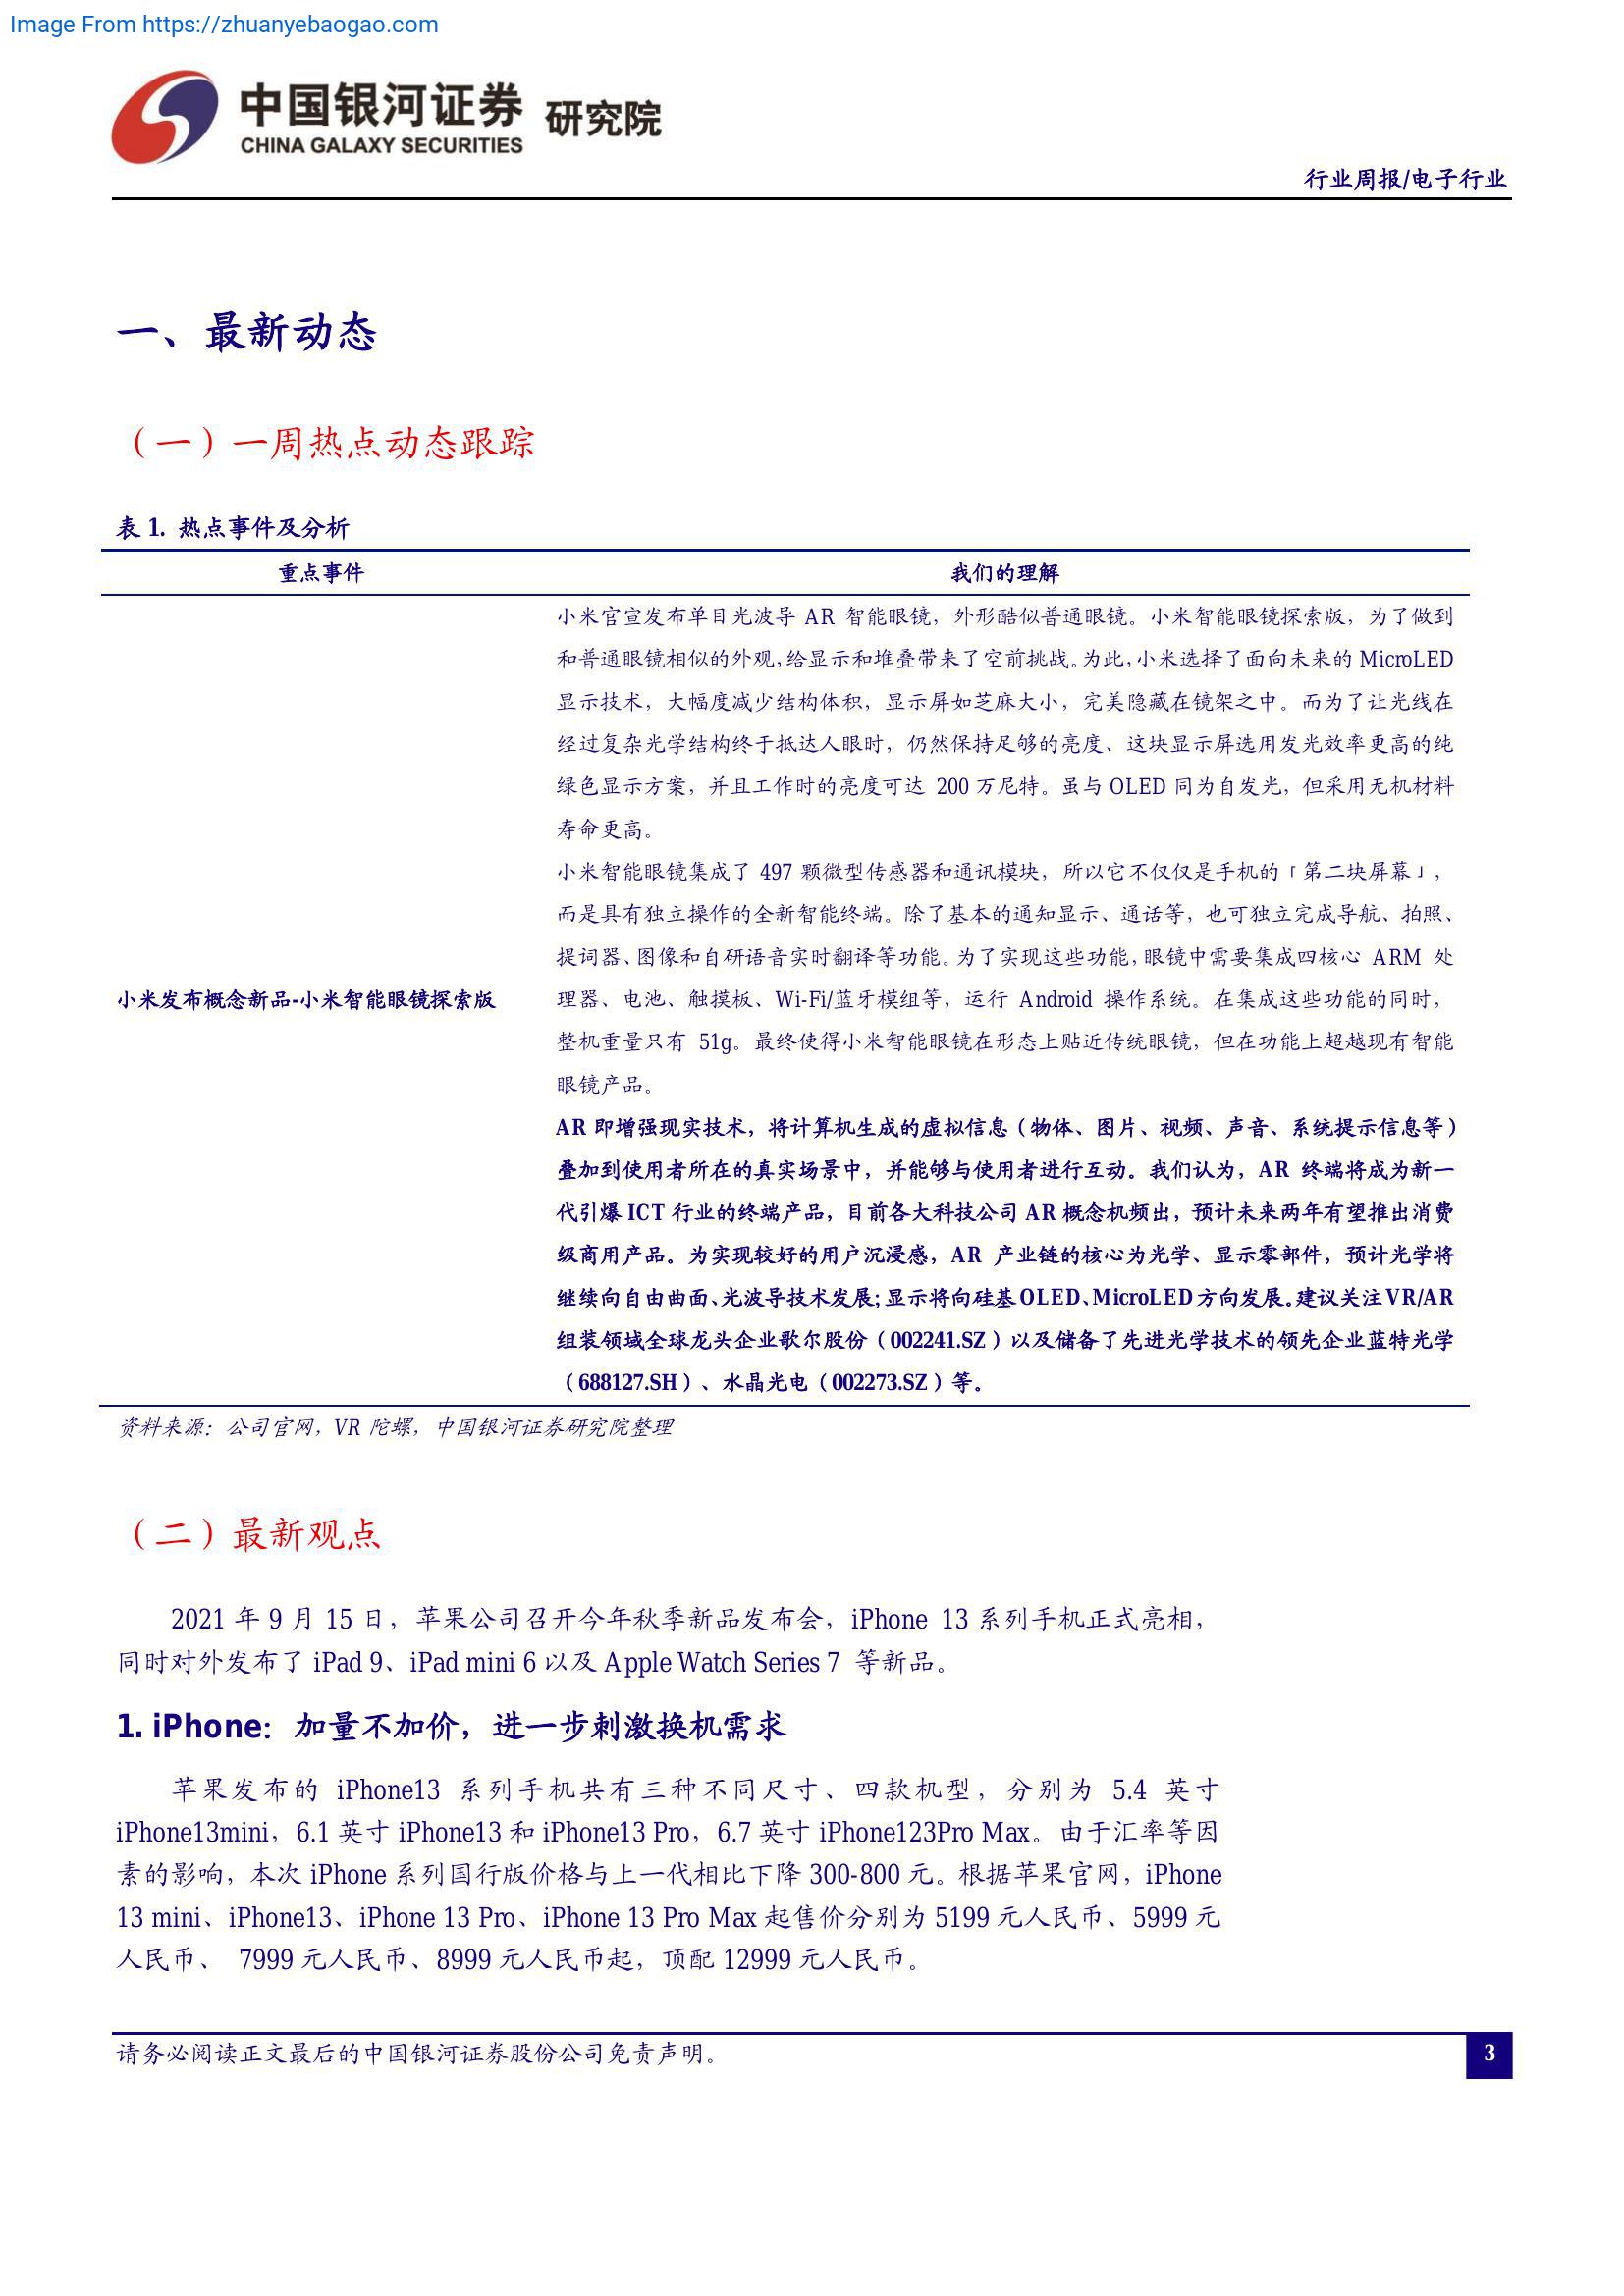 Image From https://zhuanyebaogao.com
中国银河证券 研究院
CHINA GALAXY SECURITIES
行业周报/电子行业
一、最新动态
（一）一周热点动态跟踪
表 1. 热点事件及分析
重点事件 我们的理解
小米官宣发布单目光波导 AR 智能眼镜，外形酷似普通眼镜。小米智能眼镜探索版，为了做到
和普通眼镜相似的外观，给显示和堆叠带来了空前挑战。为此，小米选择了面向未来的 MicroLED
显示技术，大幅度减少结构体积，显示屏如芝麻大小，完美隐藏在镜架之中。而为了让光线在
经过复杂光学结构终于抵达人眼时，仍然保持足够的亮度、这块显示屏选用发光效率更高的纯
绿色显示方案，并且工作时的亮度可达 200 万尼特。虽与 OLED 同为自发光，但采用无机材料
寿命更高。
小米智能眼镜集成了 497 颗微型传感器和通讯模块，所以它不仅仅是手机的「第二块屏幕」，
而是具有独立操作的全新智能终端。除了基本的通知显示、通话等，也可独立完成导航、拍照、
提词器、图像和自研语音实时翻译等功能。为了实现这些功能，眼镜中需要集成四核心 ARM 处
小米发布概念新品-小米智能眼镜探索版
理器、电池、触摸板、Wi-Fi/蓝牙模组等，运行 Android 操作系统。在集成这些功能的同时，
整机重量只有 51g。最终使得小米智能眼镜在形态上贴近传统眼镜，但在功能上超越现有智能
眼镜产品。
AR 即增强现实技术，将计算机生成的虚拟信息（物体、图片、视频、声音、系统提示信息等）
叠加到使用者所在的真实场景中，并能够与使用者进行互动。我们认为，AR 终端将成为新一
代引爆 ICT 行业的终端产品，目前各大科技公司 AR 概念机频出，预计未来两年有望推出消费
级商用产品。为实现较好的用户沉浸感，AR 产业链的核心为光学、显示零部件，预计光学将
继续向自由曲面、光波导技术发展；显示将向硅基 OLED、MicroLED 方向发展。建议关注 VR/AR
组装领域全球龙头企业歌尔股份（002241.SZ）以及储备了先进光学技术的领先企业蓝特光学
（688127.SH）、水晶光电（002273.SZ）等。
资料来源：公司官网，VR 陀螺，中国银河证券研究院整理
（二）最新观点
2021 年 9 月 15 日，苹果公司召开今年秋季新品发布会，iPhone 13 系列手机正式亮相，
同时对外发布了 iPad 9、iPad mini 6 以及 Apple Watch Series 7 等新品。
1. iPhone：加量不加价，进一步刺激换机需求
苹果发布的 iPhone13 系列手机共有三种不同尺寸、四款机型，分别为 5.4 英寸
iPhone13mini，6.1 英寸 iPhone13 和 iPhone13 Pro，6.7 英寸 iPhone123Pro Max。由于汇率等因
素的影响，本次 iPhone 系列国行版价格与上一代相比下降 300-800 元。根据苹果官网，iPhone
13 mini、iPhone13、iPhone 13 Pro、iPhone 13 Pro Max 起售价分别为 5199 元人民币、5999 元
人民币、 7999 元人民币、8999 元人民币起，顶配 12999 元人民币。
请务必阅读正文最后的中国银河证券股份公司免责声明。
3